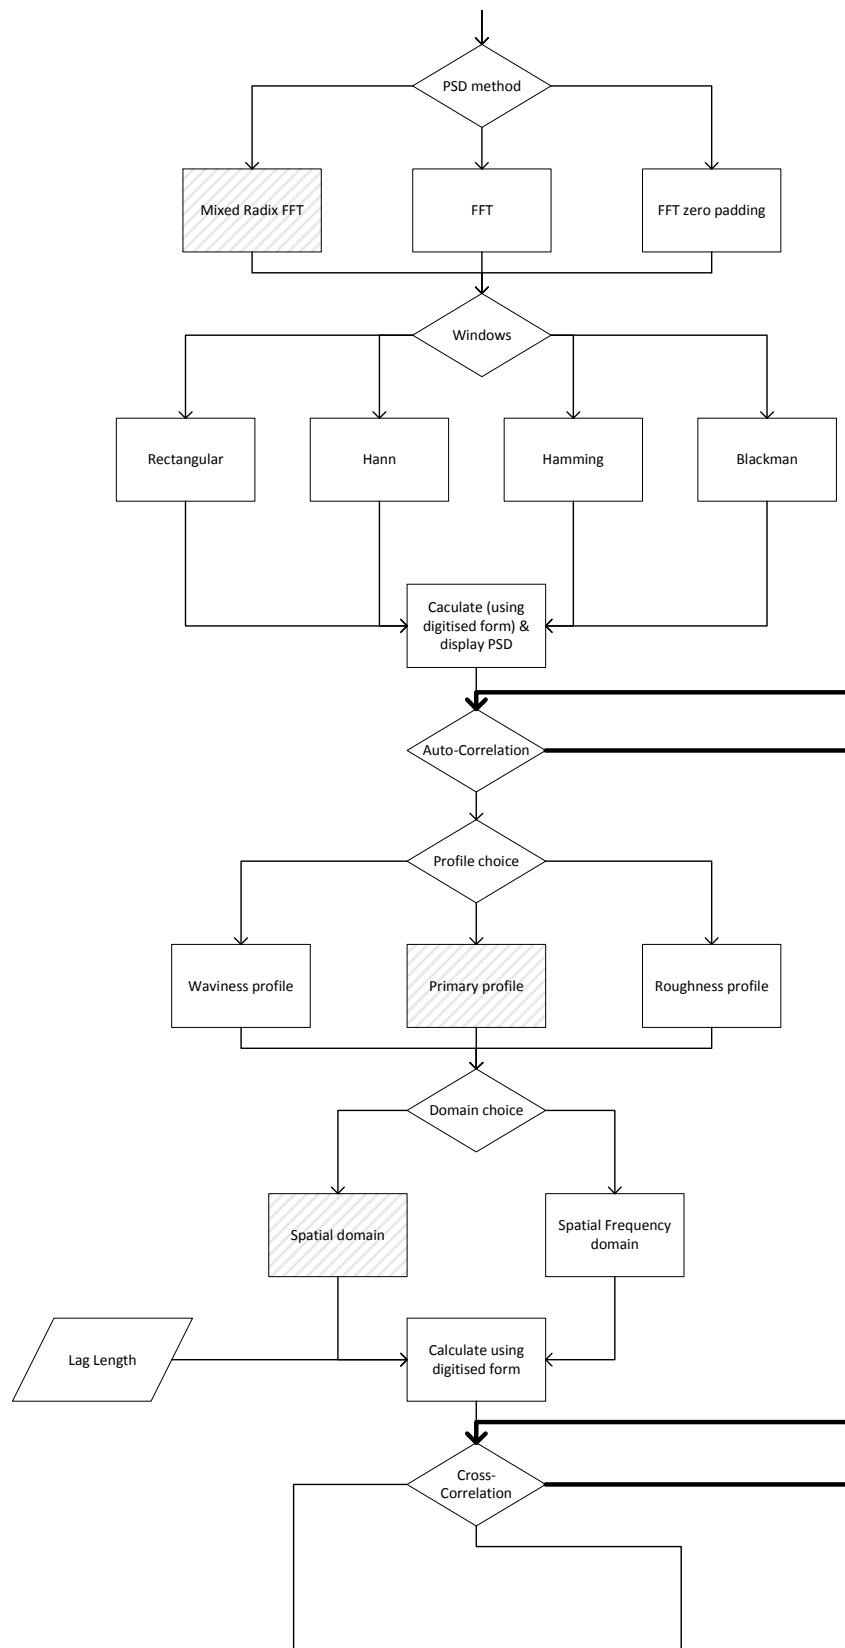 PSD method
Mixed Radix FFT
FFT
FFT zero padding
Windows
Rectangular
Hann
Hamming
Blackman
Caculate (using
digitised form) &
display PSD
Auto-Correlation
Profile choice
Waviness profile
Primary profile
Roughness profile
Domain choice
Spatial domain
Spatial Frequency
domain
Lag Length
Calculate using
digitised form
Cross-
Correlation